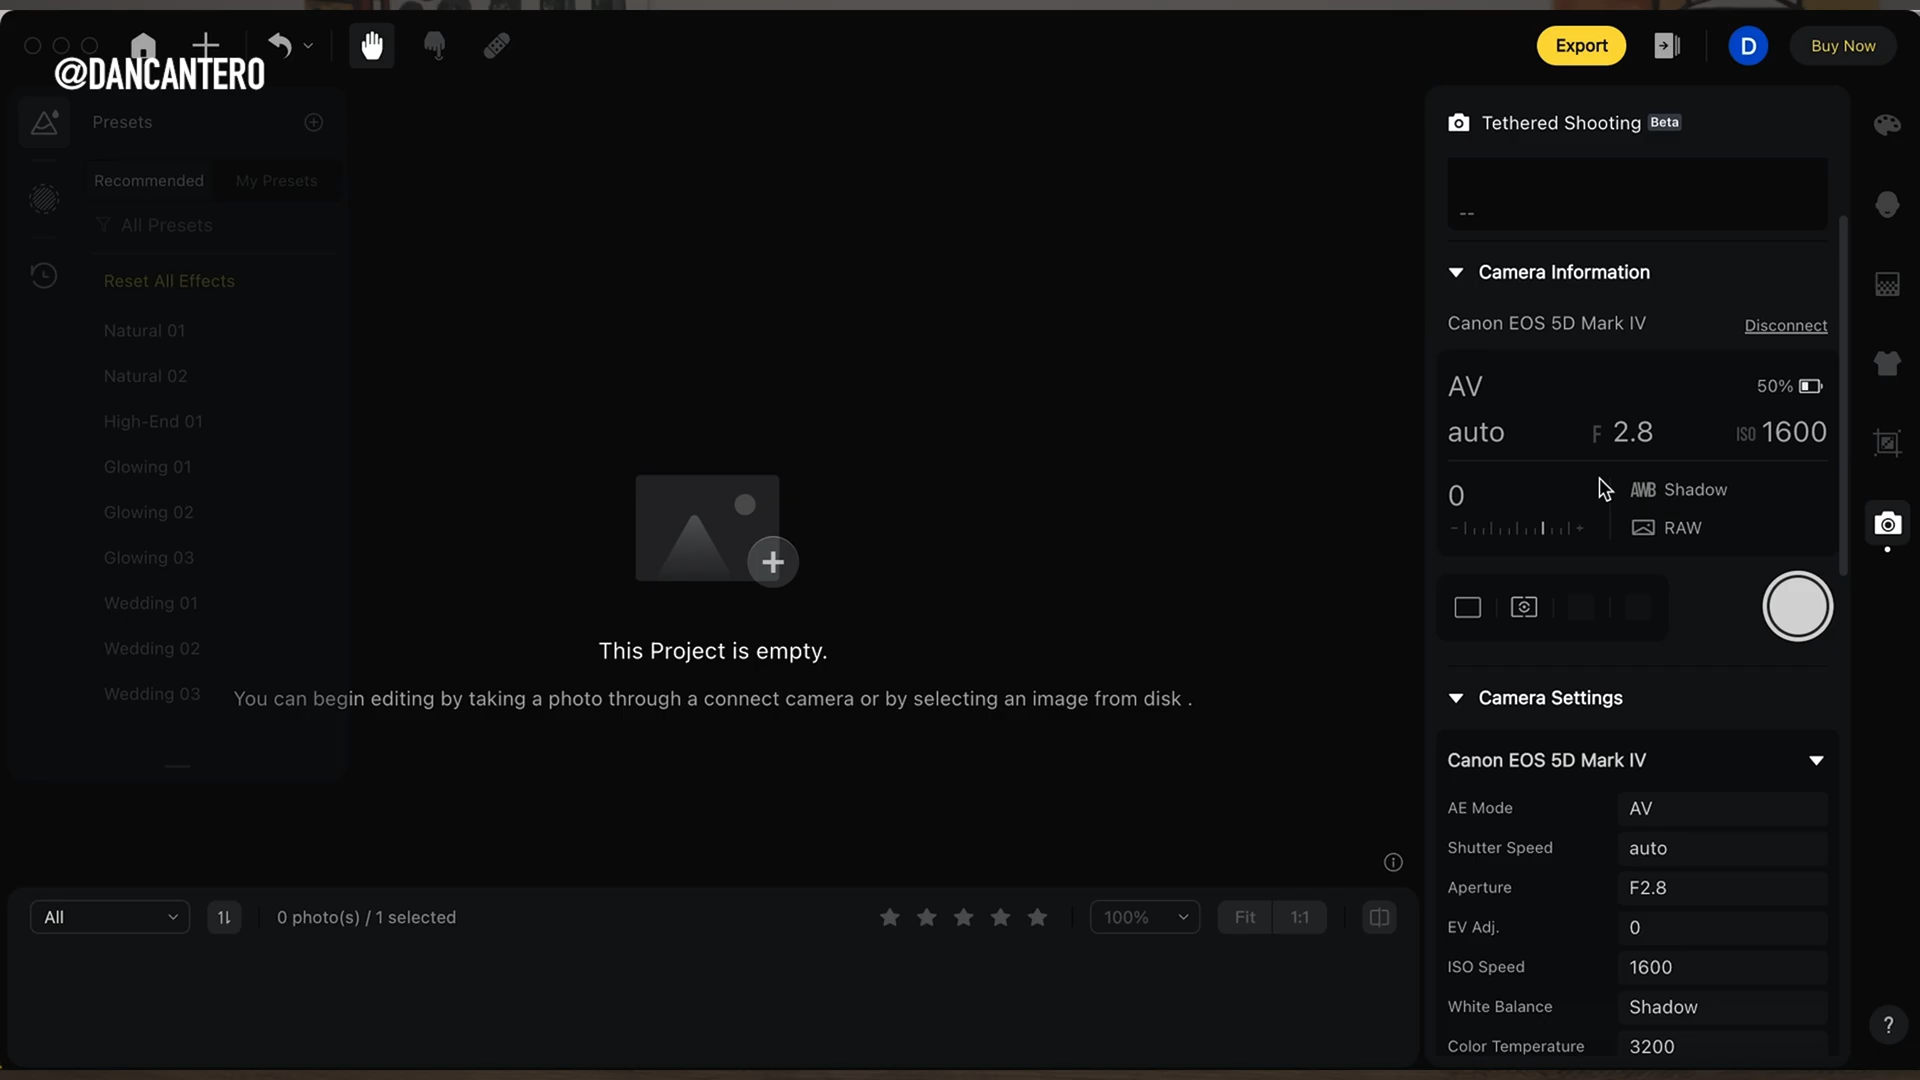 @DANCANTERO
Export
D
Buy Now
Presets
Recommended
My Presets
All Presets
Reset All Effects
Natural 01
Natural 02
High-End 01
Glowing 01
Glowing 02
Glowing 03
Wedding 01
Wedding 02
Wedding 03
This Project is empty.
You can begin editing by taking a photo through a connect camera or by selecting an image from disk .
All
0 photo(s) / 1 selected
100%
Fit
1:1
Tethered Shooting Beta
--
Camera Information
Canon EOS 5D Mark IV
Disconnect
AV
50%
auto
F 2.8
ISO 1600
0
AWB Shadow
- +
RAW
Camera Settings
Canon EOS 5D Mark IV
AE Mode AV
Shutter Speed auto
Aperture F2.8
EV Adj. 0
ISO Speed 1600
White Balance Shadow
Color Temperature 3200
?